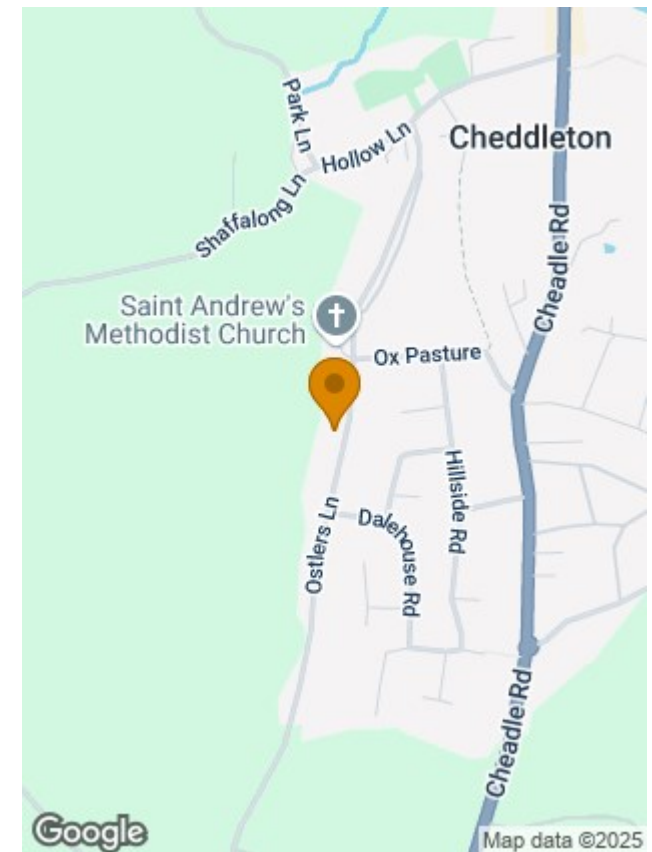 Park Ln
Hollow Ln
Cheddleton
Shaffalong Ln
Cheadle Rd
Saint Andrew's
Methodist Church
Ox Pasture
Hillside Rd
Ostlers Ln
Dalehouse Rd
Cheadle Rd
Google
Map data ©2025